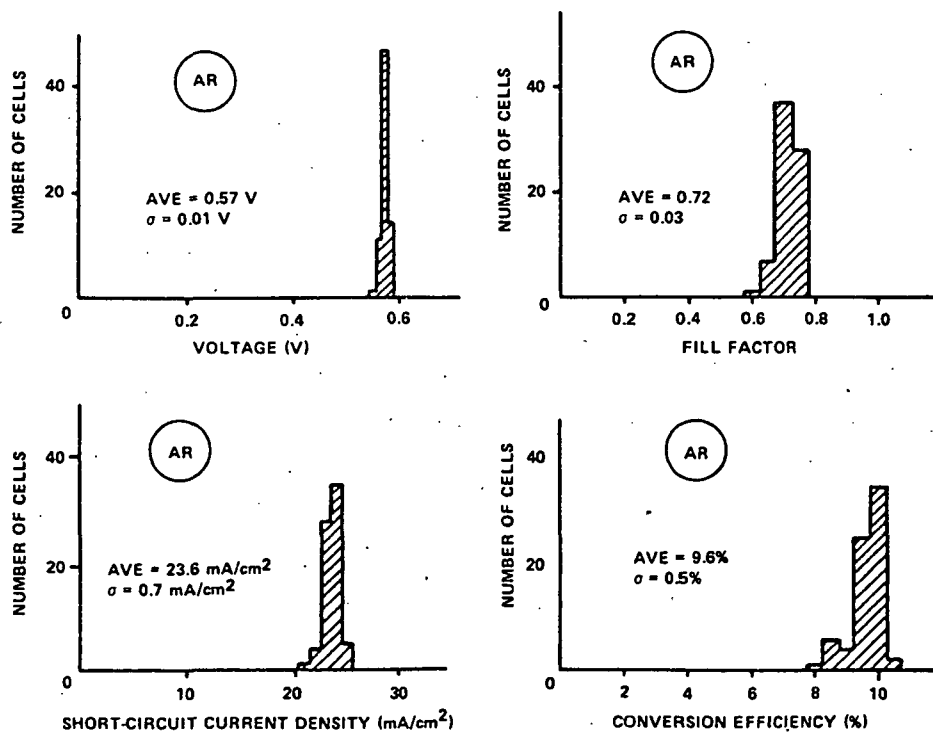 NUMBER OF CELLS
40
20
0
AR
AVE = 0.57 V
σ = 0.01 V
0.2
0.4
0.6
VOLTAGE (V)
NUMBER OF CELLS
40
20
0
AR
AVE = 0.72
σ = 0.03
0.2
0.4
0.6
0.8
1.0
FILL FACTOR
NUMBER OF CELLS
40
20
0
AR
AVE = 23.6 mA/cm²
σ = 0.7 mA/cm²
10
20
30
SHORT-CIRCUIT CURRENT DENSITY (mA/cm²)
NUMBER OF CELLS
40
20
0
AR
AVE = 9.6%
σ = 0.5%
2
4
6
8
10
CONVERSION EFFICIENCY (%)